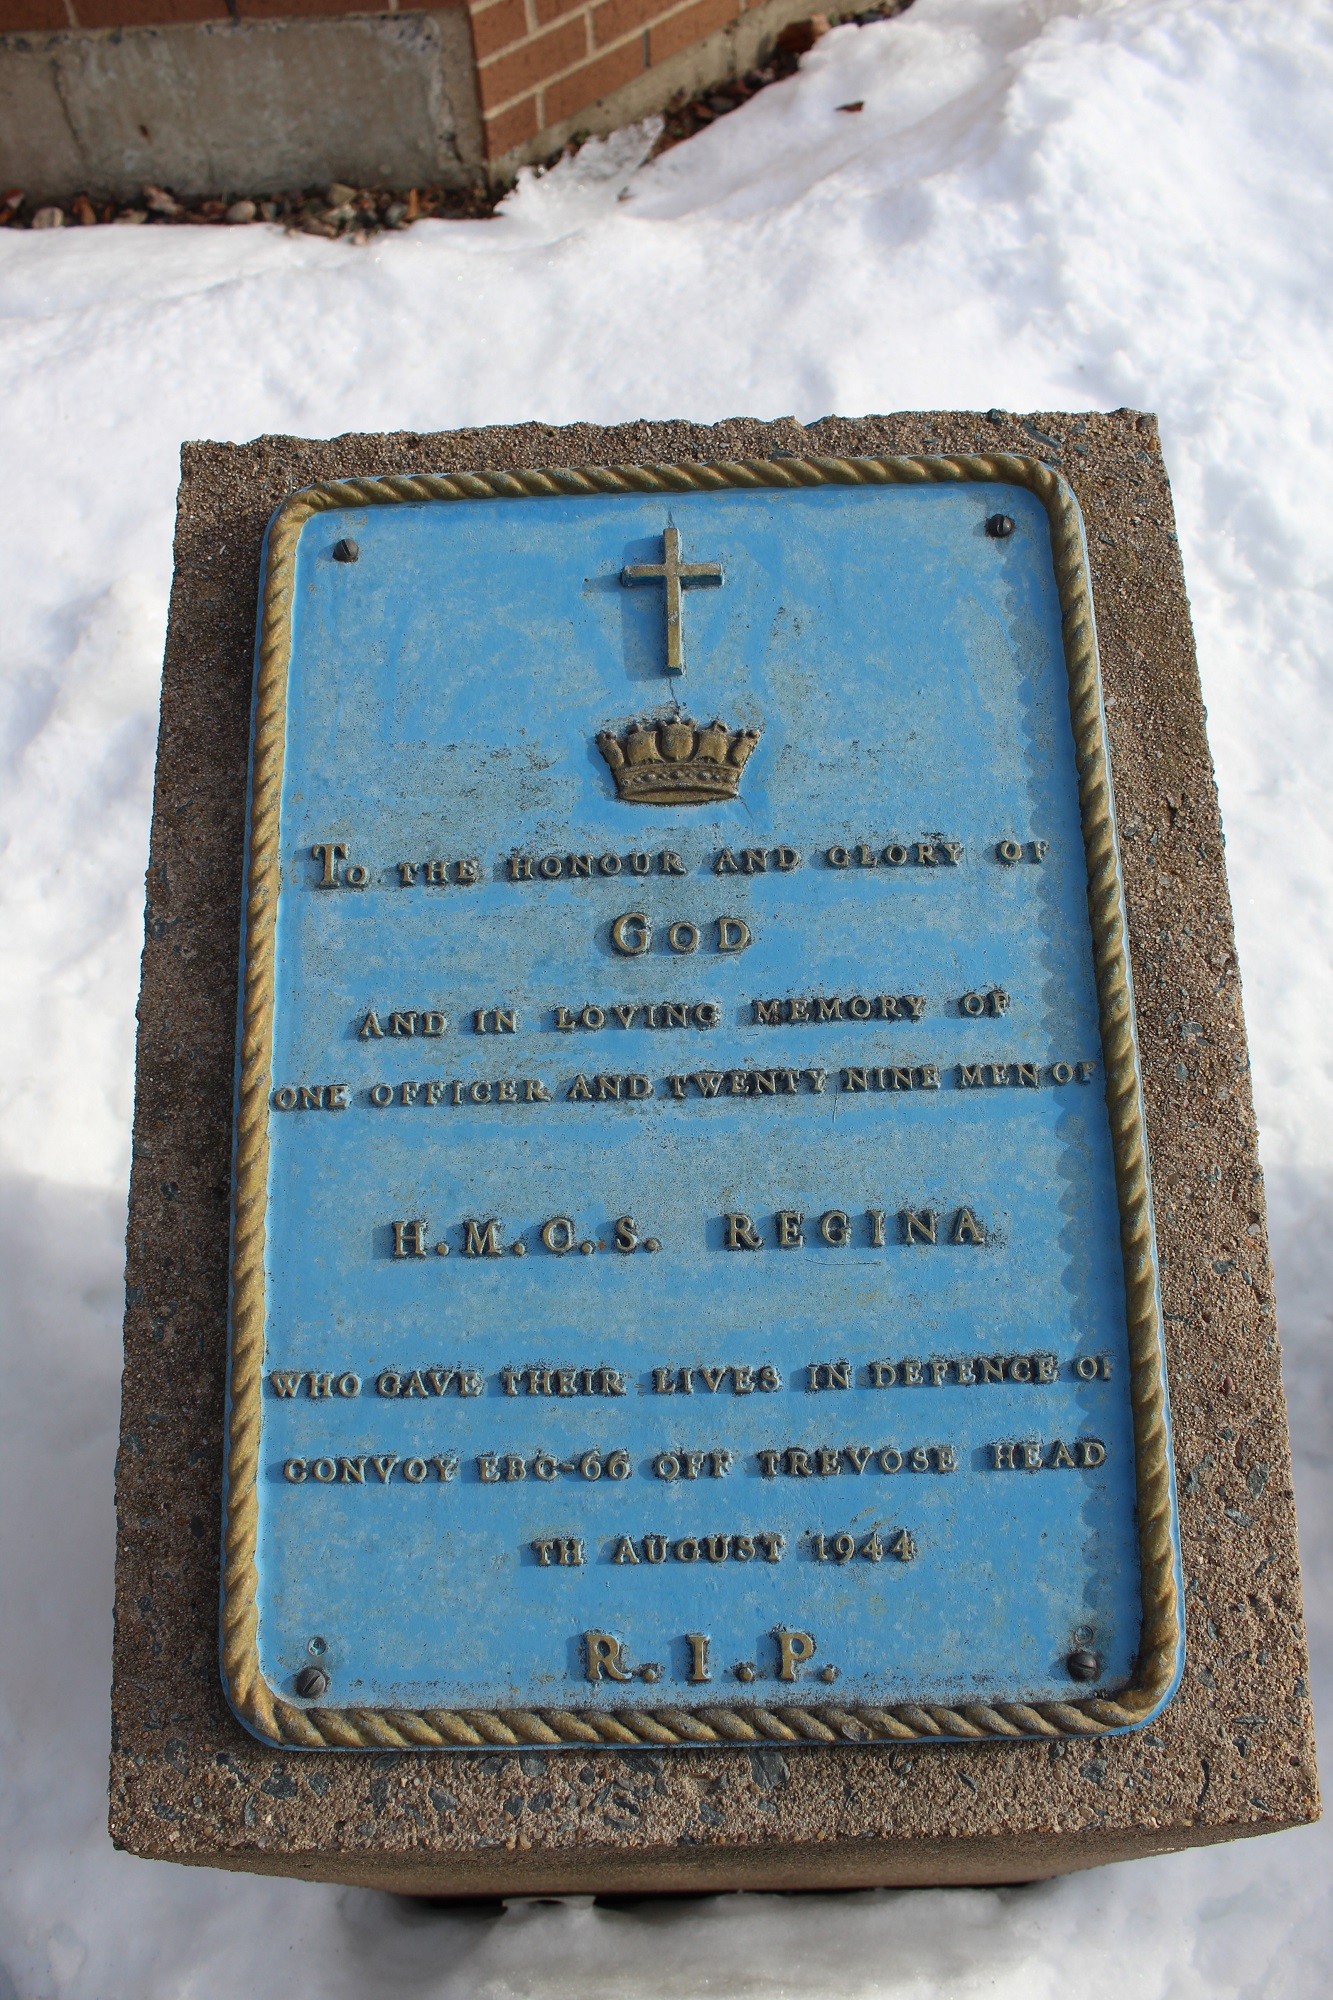 To THE HONOUR AND GLORY OF
GOD
AND IN LOVING MEMORY OF
ONE OFFICER AND TWENTY NINE MEN OF
H.M.C.S. REGINA
WHO GAVE THEIR LIVES IN DEFENCE OF
CONVOY EBC-66 OFF TREVOSE HEAD
TH AUGUST 1944
R.I.P.